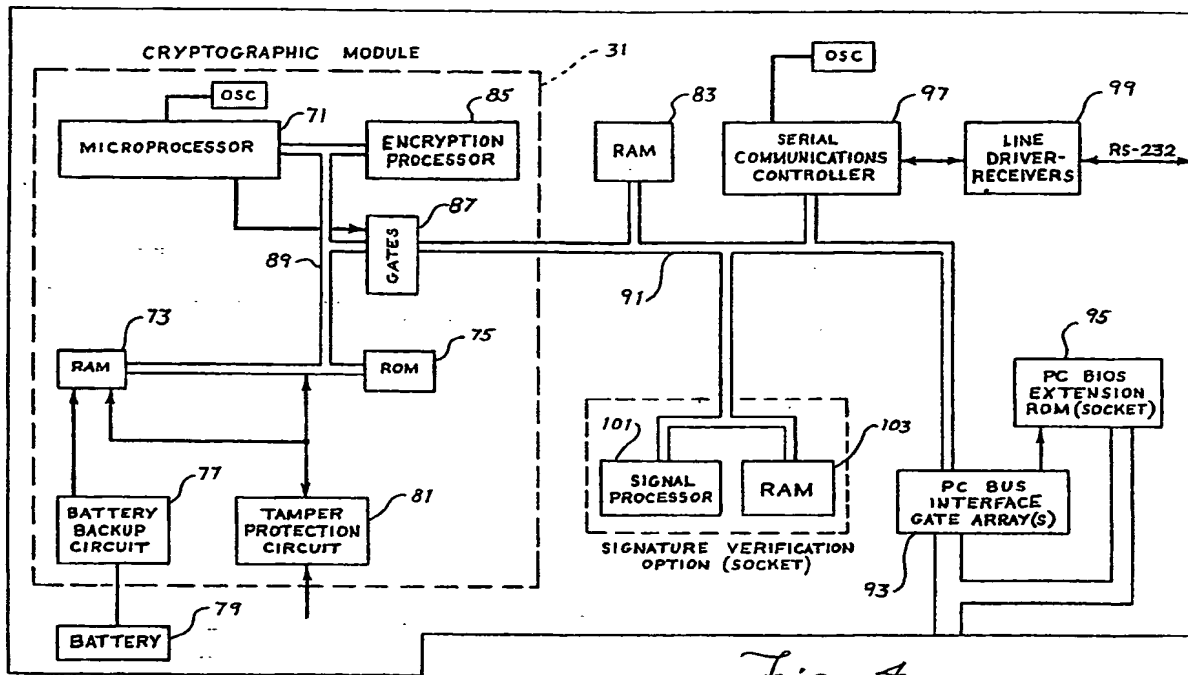 CRYPTOGRAPHIC MODULE
31
OSC
OSC
85
83
97
99
71
MICROPROCESSOR
ENCRYPTION
PROCESSOR
RAM
SERIAL
COMMUNICATIONS
CONTROLLER
LINE
DRIVER-
RECEIVERS
RS-232
87
GATES
89
91
73
75
95
RAM
ROM
PC BIOS
EXTENSION
ROM (SOCKET)
101
103
77
81
SIGNAL
PROCESSOR
RAM
PC BUS
INTERFACE
GATE ARRAY(S)
BATTERY
BACKUP
CIRCUIT
TAMPER
PROTECTION
CIRCUIT
SIGNATURE VERIFICATION
OPTION (SOCKET)
93
79
BATTERY